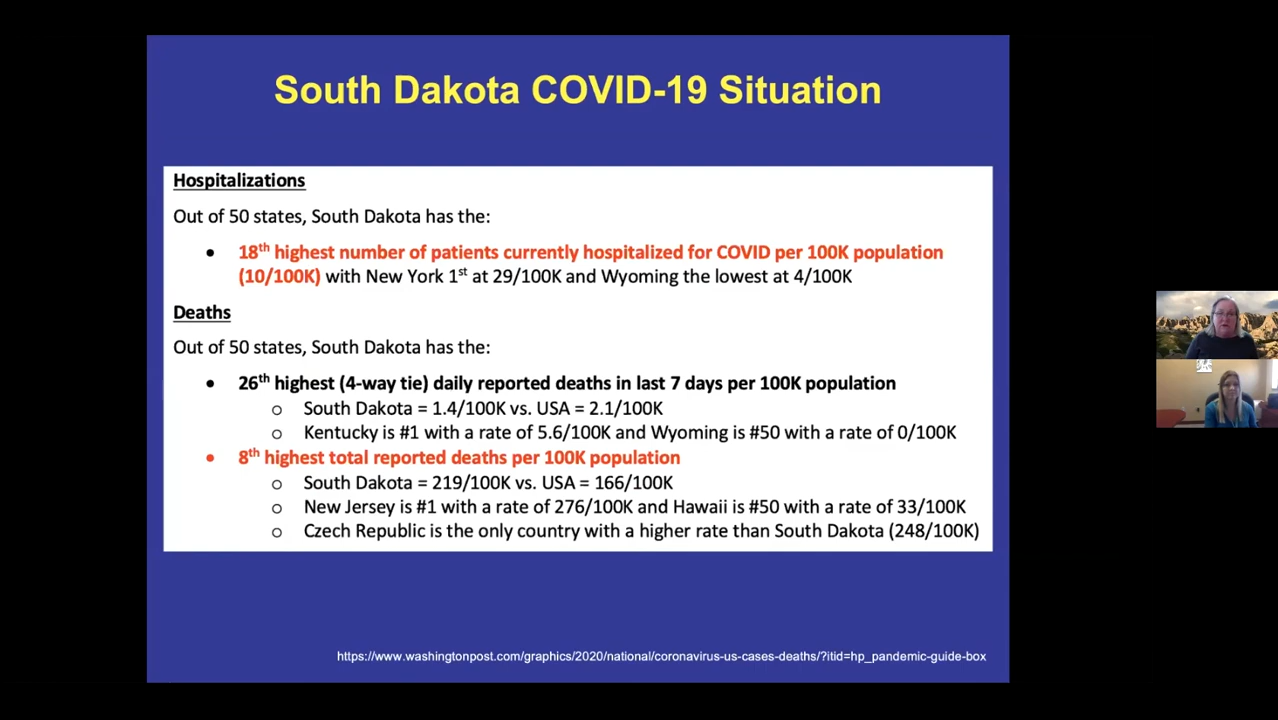 South Dakota COVID-19 Situation
Hospitalizations
Out of 50 states, South Dakota has the:
• 18th highest number of patients currently hospitalized for COVID per 100K population
(10/100K) with New York 1st at 29/100K and Wyoming the lowest at 4/100K
Deaths
Out of 50 states, South Dakota has the:
• 26th highest (4-way tie) daily reported deaths in last 7 days per 100K population
o South Dakota = 1.4/100K vs. USA = 2.1/100K
o Kentucky is #1 with a rate of 5.6/100K and Wyoming is #50 with a rate of 0/100K
• 8th highest total reported deaths per 100K population
o South Dakota = 219/100K vs. USA = 166/100K
o New Jersey is #1 with a rate of 276/100K and Hawaii is #50 with a rate of 33/100K
o Czech Republic is the only country with a higher rate than South Dakota (248/100K)
https://www.washingtonpost.com/graphics/2020/national/coronavirus-us-cases-deaths/?itid=hp_pandemic-guide-box